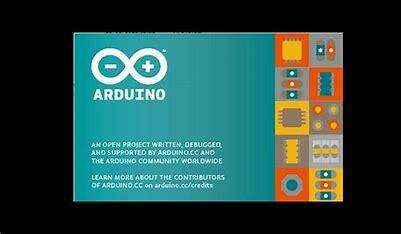 ARDUINO
AN OPEN PROJECT WRITTEN, DEBUGGED,
AND SUPPORTED BY ARDUINO.CC AND
THE ARDUINO COMMUNITY WORLDWIDE
LEARN MORE ABOUT THE CONTRIBUTORS
OF ARDUINO.CC on arduino.cc/credits